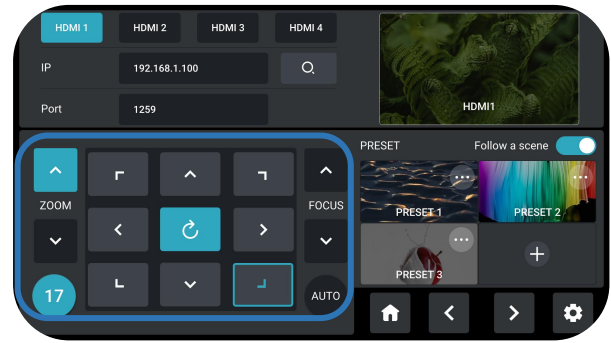 HDMI 1 HDMI 2 HDMI 3 HDMI 4
IP 192.168.1.100
Port 1259
HDMI1
PRESET Follow a scene
ZOOM FOCUS
PRESET 1 PRESET 2
PRESET 3
17 AUTO